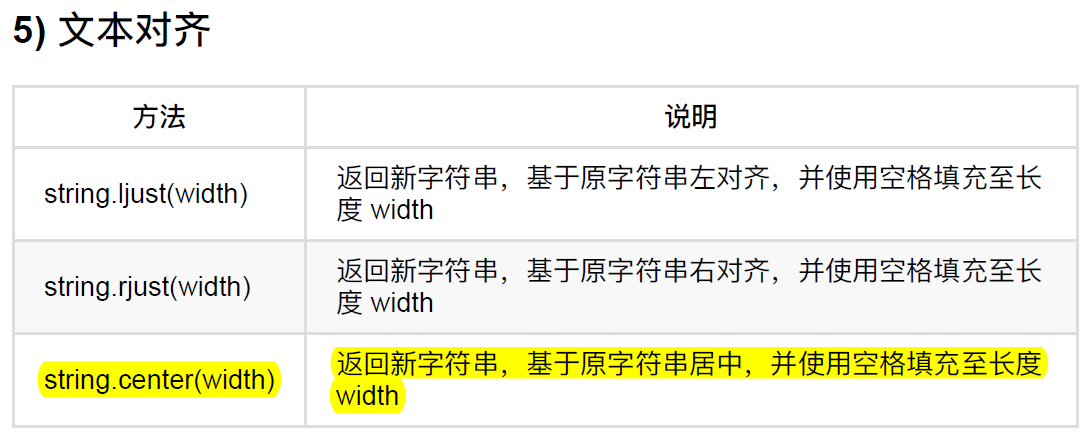 5) 文本对齐
方法
说明
string.ljust(width)
返回新字符串，基于原字符串左对齐，并使用空格填充至长
度 width
string.rjust(width)
返回新字符串，基于原字符串右对齐，并使用空格填充至长
度 width
string.center(width)
返回新字符串，基于原字符串居中，并使用空格填充至长度
width